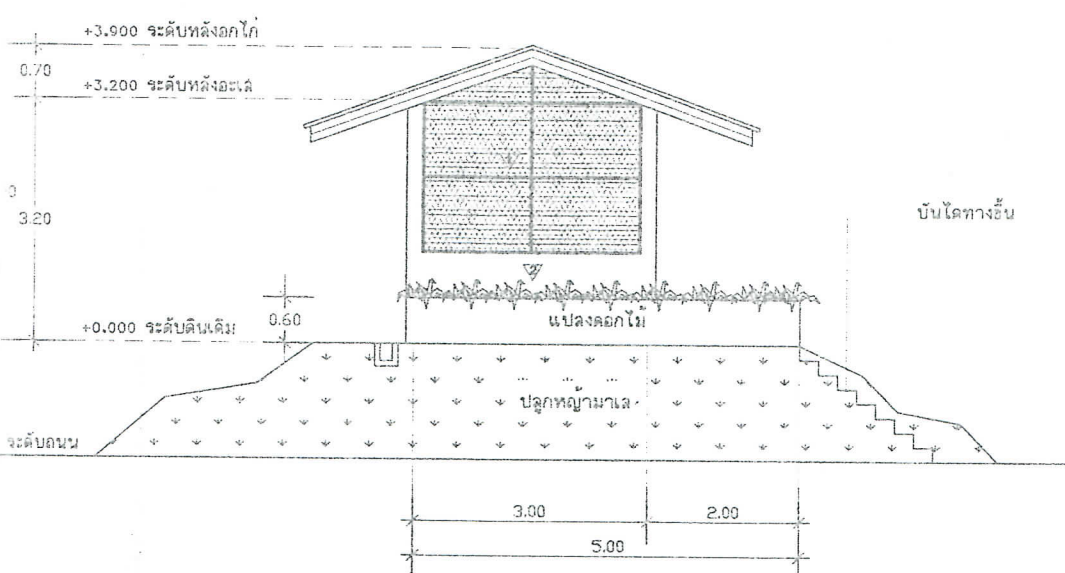 +3.900 ระดับหลังอกไก่
0.70
+3.200 ระดับหลังอะเส
3.20
บันไดทางขึ้น
2
0.60
+0.000 ระดับดินเดิม
แปลงดอกไม้
ปลูกหญ้ามาเล
ระดับถนน
3.00
2.00
5.00